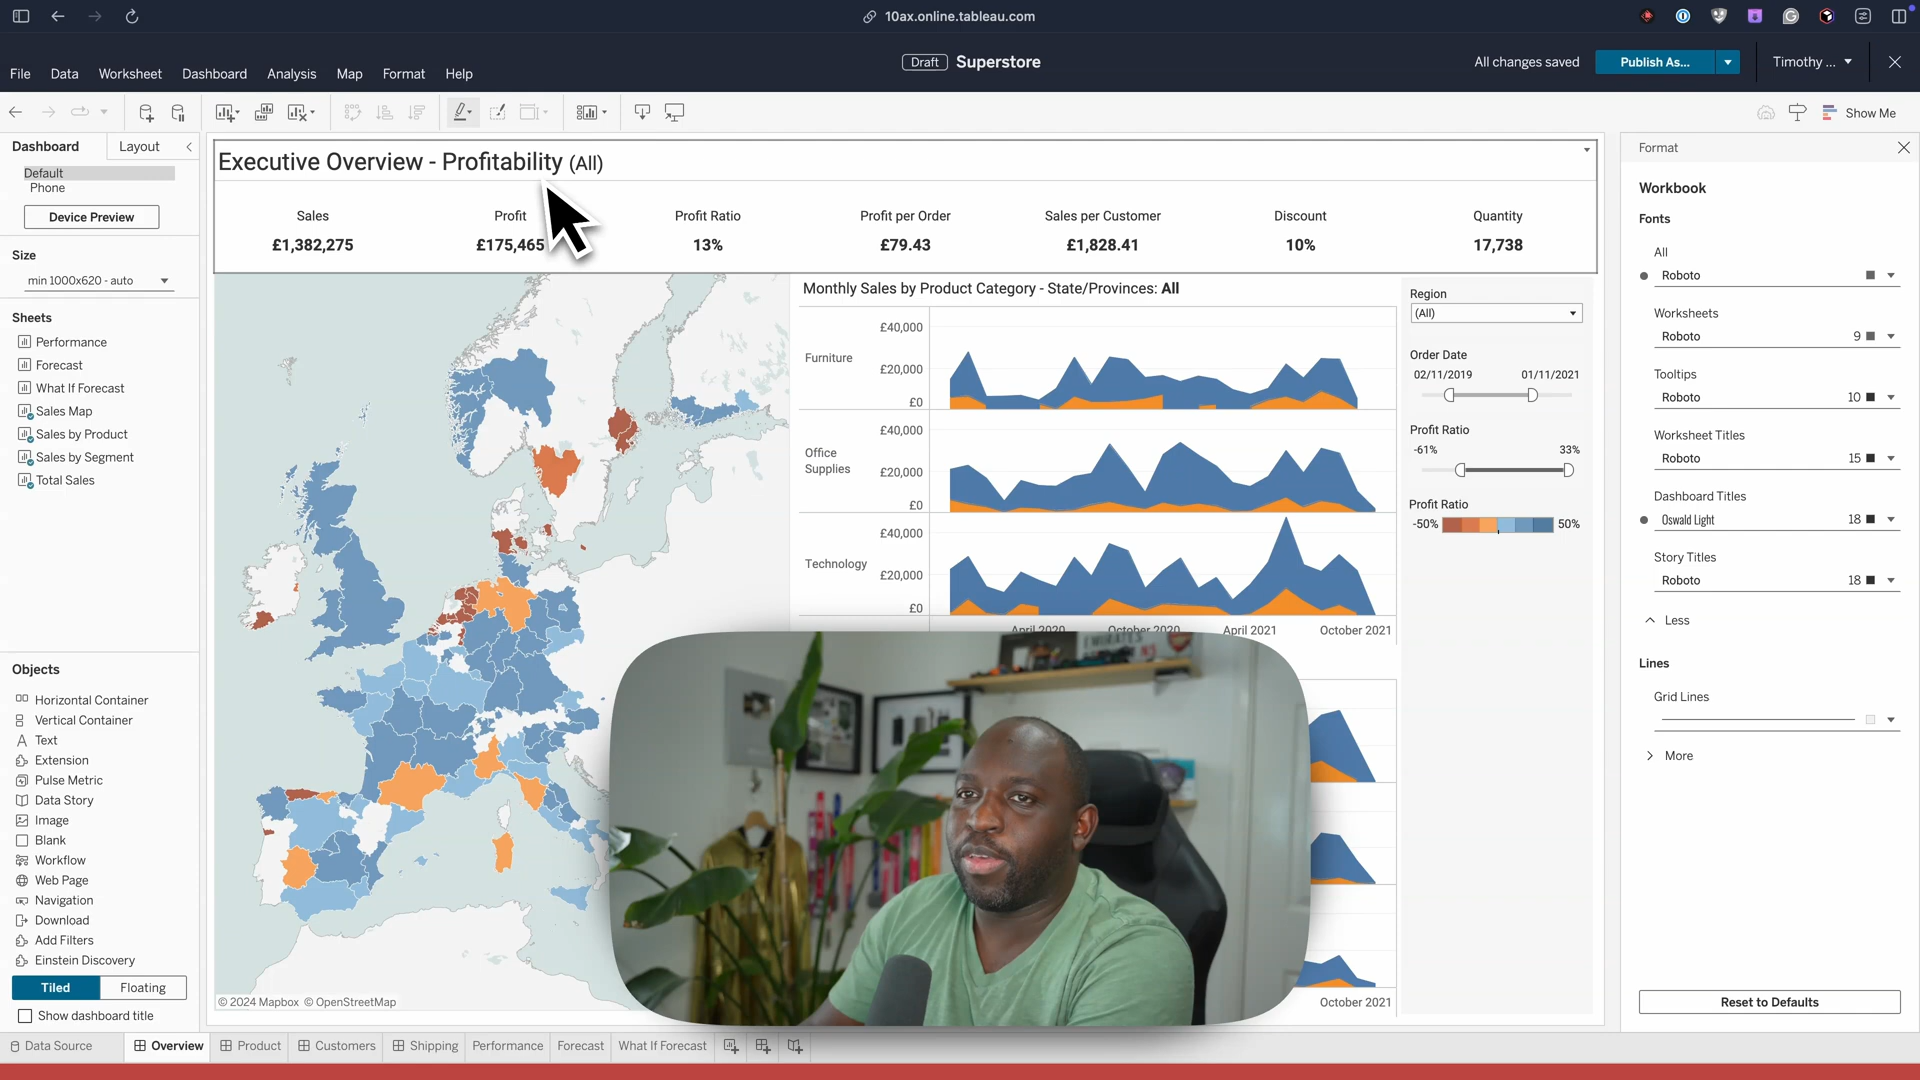 10ax.online.tableau.com
File Data Worksheet Dashboard Analysis Map Format Help
Draft Superstore
All changes saved Publish As... Timothy ...
Show Me
Dashboard Layout
Default
Phone
Device Preview
Size
min 1000x620 - auto
Sheets
Performance
Forecast
What If Forecast
Sales Map
Sales by Product
Sales by Segment
Total Sales
Objects
Horizontal Container
Vertical Container
Text
Extension
Pulse Metric
Data Story
Image
Blank
Workflow
Web Page
Navigation
Download
Add Filters
Einstein Discovery
Tiled Floating
Show dashboard title
Executive Overview - Profitability (All)
Sales Profit Profit Ratio Profit per Order Sales per Customer Discount Quantity
£1,382,275 £175,465 13% £79.43 £1,828.41 10% 17,738
© 2024 Mapbox © OpenStreetMap
Monthly Sales by Product Category - State/Provinces: All
£40,000
Furniture
£20,000
£0
£40,000
Office
Supplies
£20,000
£0
£40,000
Technology
£20,000
£0
April 2020 October 2020 April 2021 October 2021
EMIRATES
October 2021
Region
(All)
Order Date
02/11/2019 01/11/2021
Profit Ratio
-61% 33%
Profit Ratio
-50% 50%
Format
Workbook
Fonts
All
Roboto
Worksheets
Roboto 9
Tooltips
Roboto 10
Worksheet Titles
Roboto 15
Dashboard Titles
Oswald Light 18
Story Titles
Roboto 18
Less
Lines
Grid Lines
More
Reset to Defaults
Data Source Overview Product Customers Shipping Performance Forecast What If Forecast